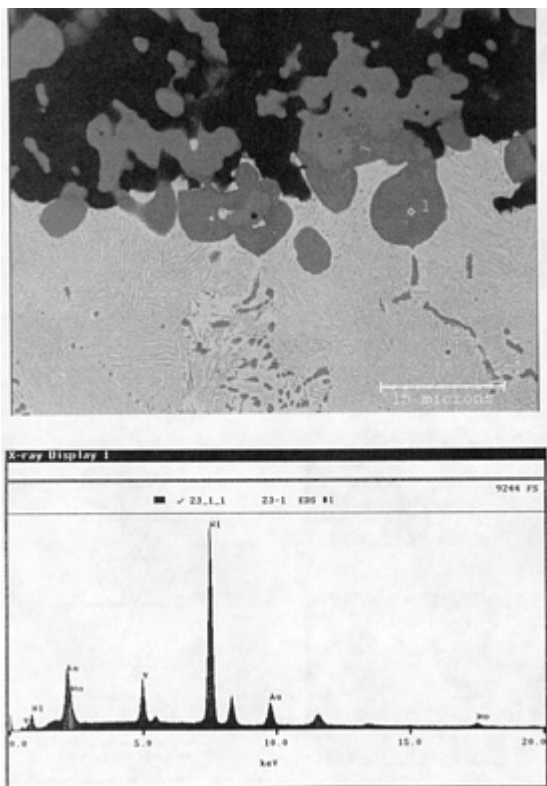 1
15 microns
X-ray Display 1
9244 FS
23_1_1 23-1 EDS #1
Ni
Au
Mo
V
Au
Ni
V
Mo
0.0 5.0 10.0 15.0 20.0
keV